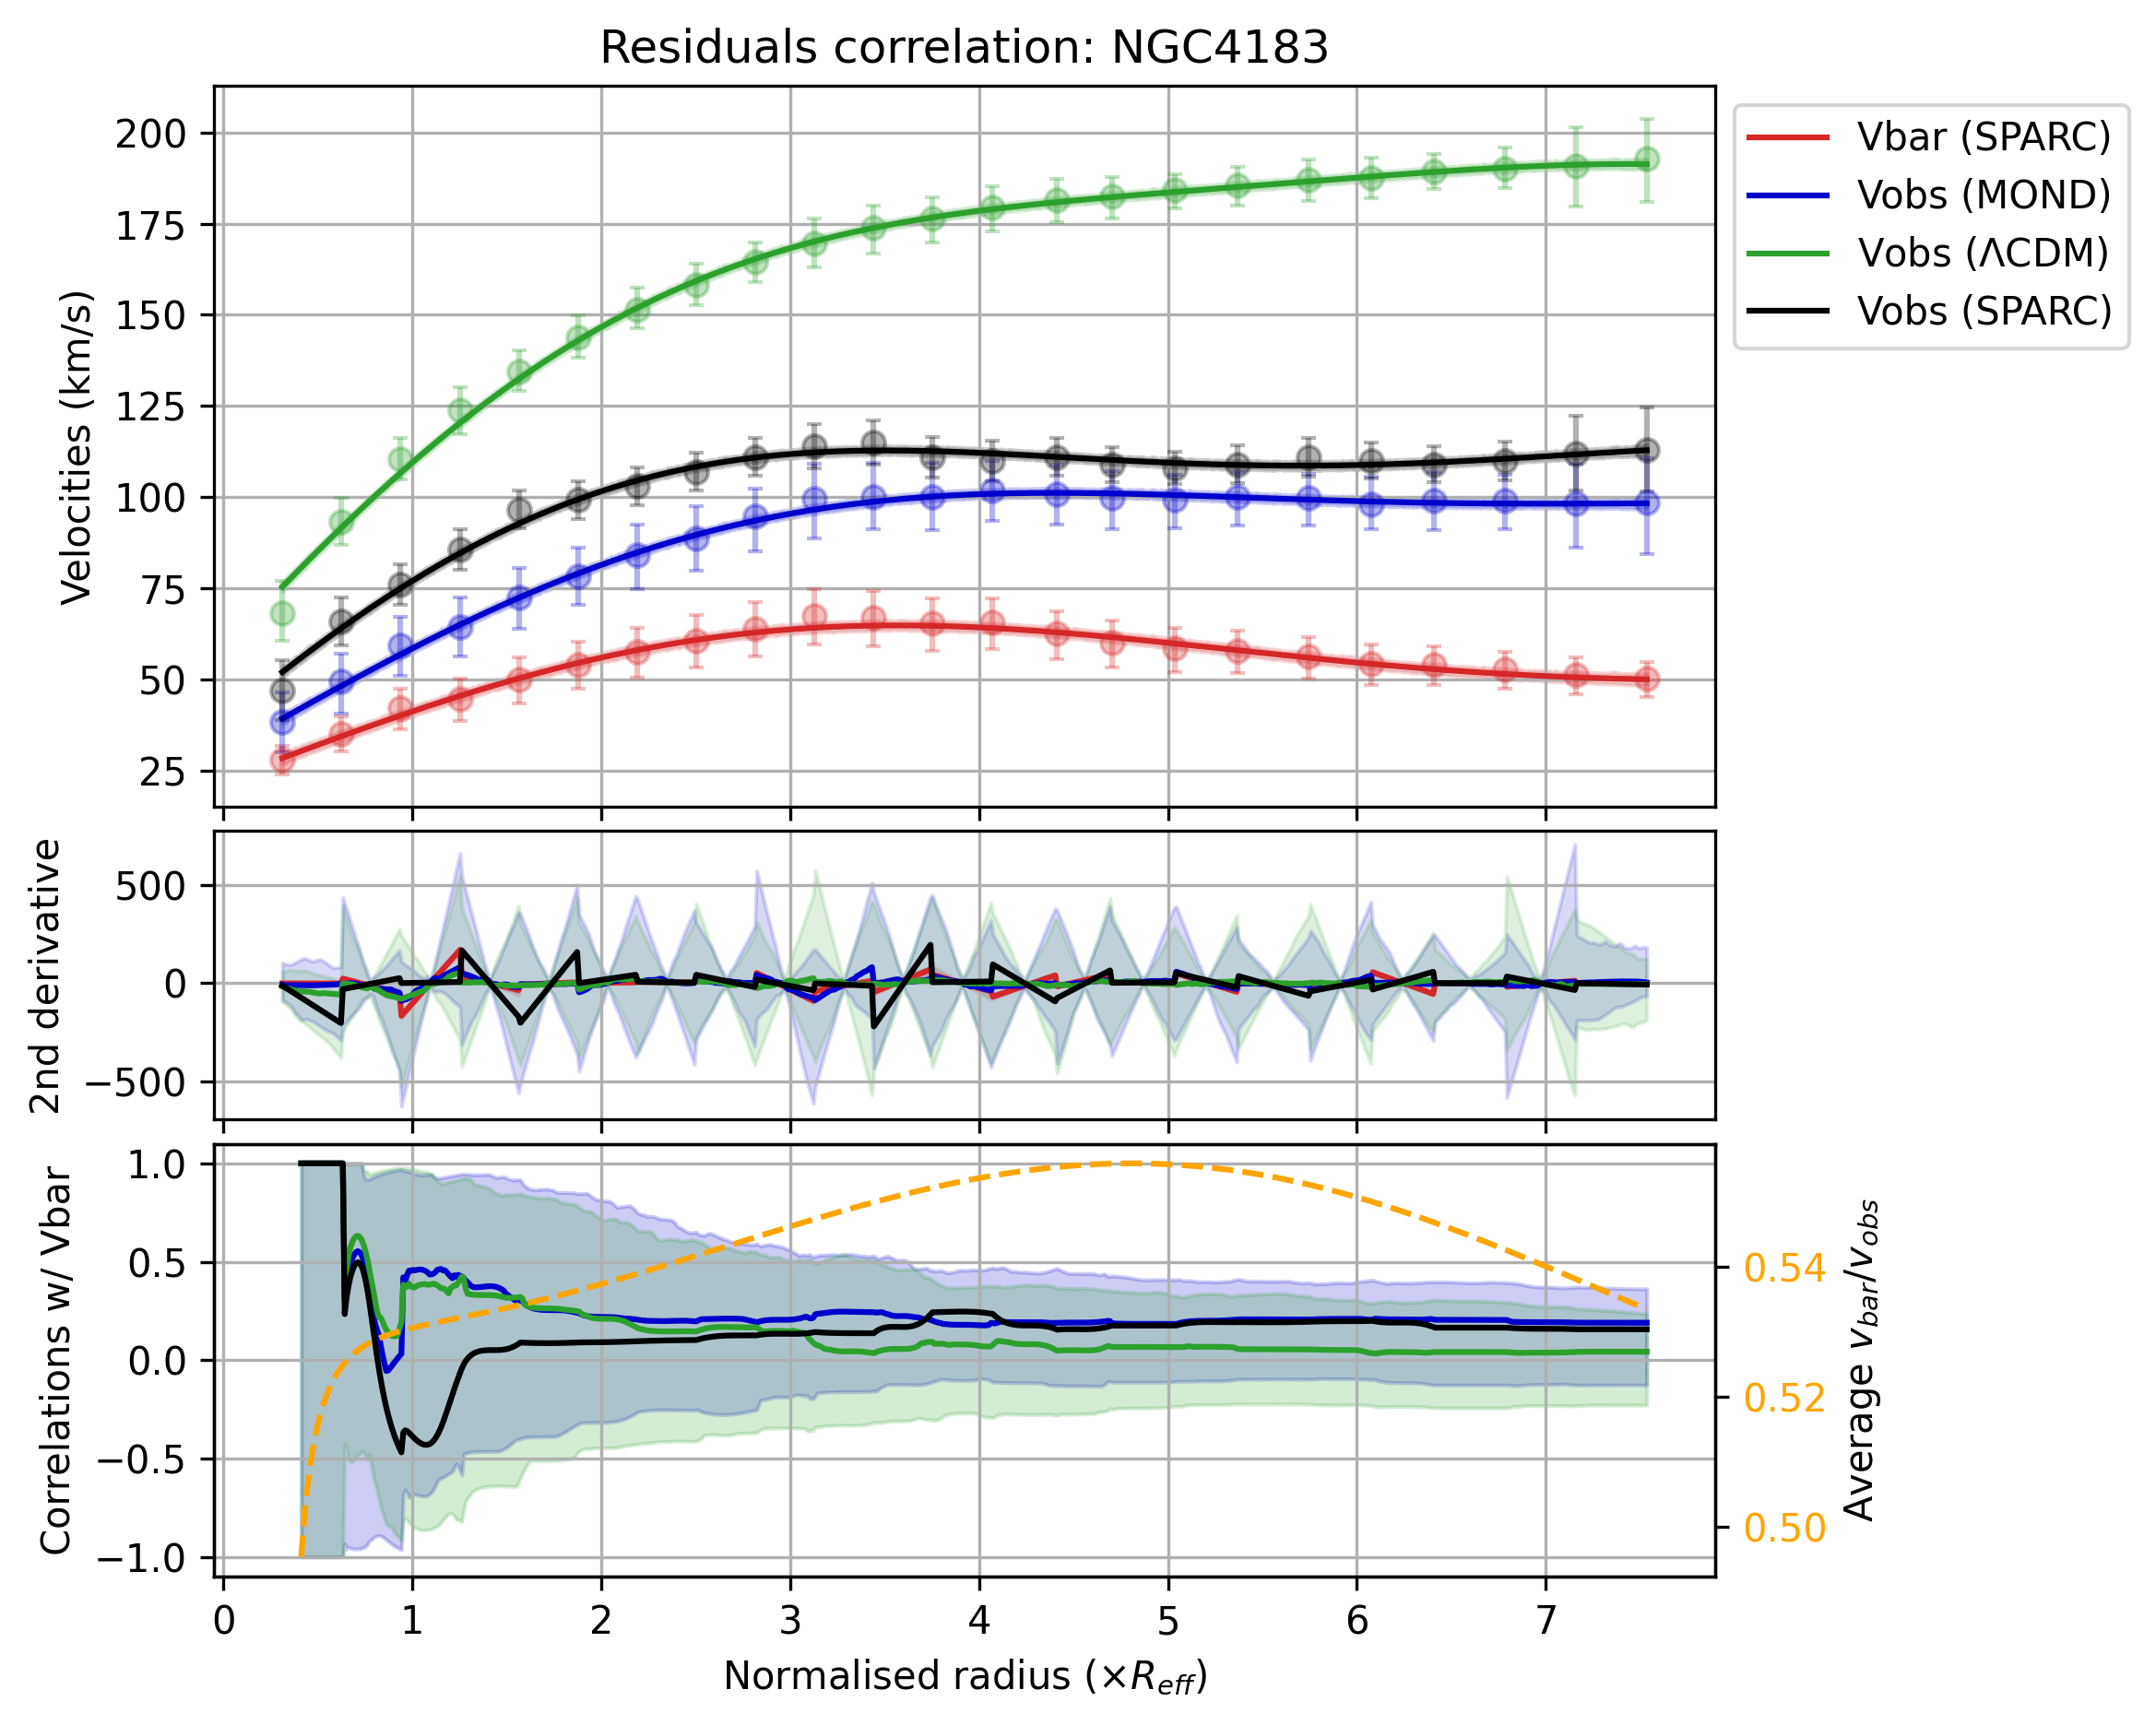 Residuals correlation: NGC4183
Velocities (km/s)
200
175
150
125
100
75
50
25
Vbar (SPARC)
Vobs (MOND)
Vobs (ΛCDM)
Vobs (SPARC)
2nd derivative
500
0
−500
Correlations w/ Vbar
1.0
0.5
0.0
−0.5
−1.0
0.54
0.52
0.50
Average v_bar/v_obs
0 1 2 3 4 5 6 7
Normalised radius (×R_eff)